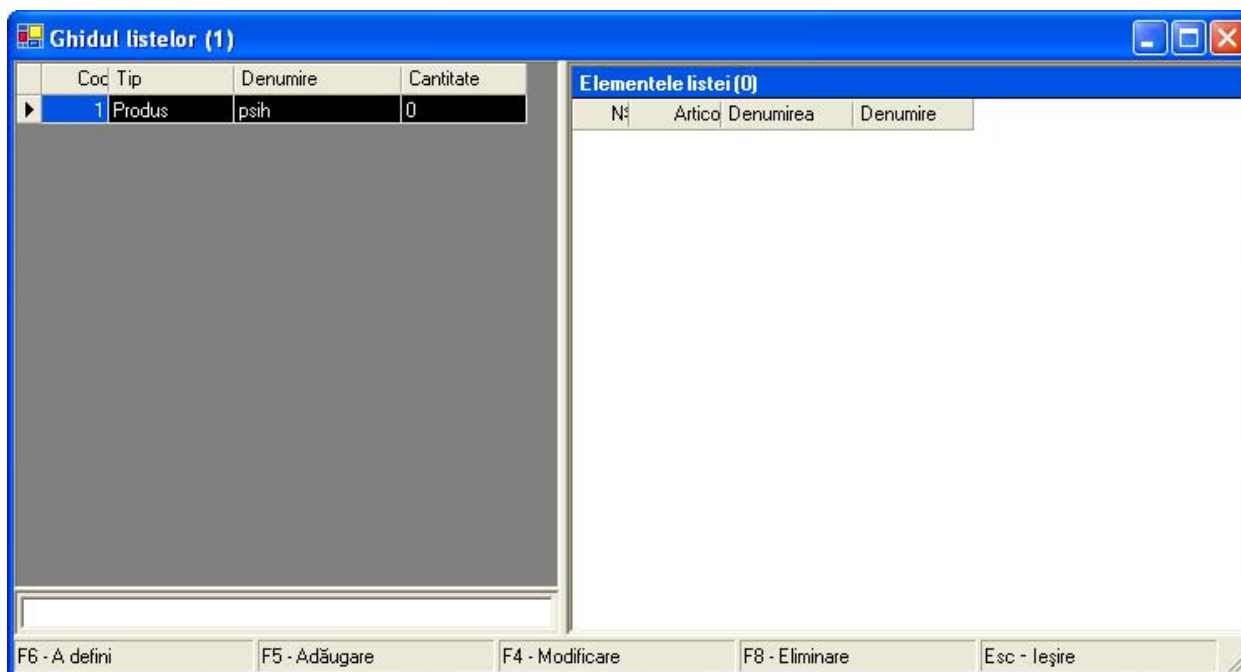 Ghidul listelor (1)
Coc Tip Denumire Cantitate
1 Produs psih 0
Elementele listei (0)
Artico Denumirea Denumire
F6 - A defini F5 - Adăugare F4 - Modificare F8 - Eliminare Esc - Ieşire